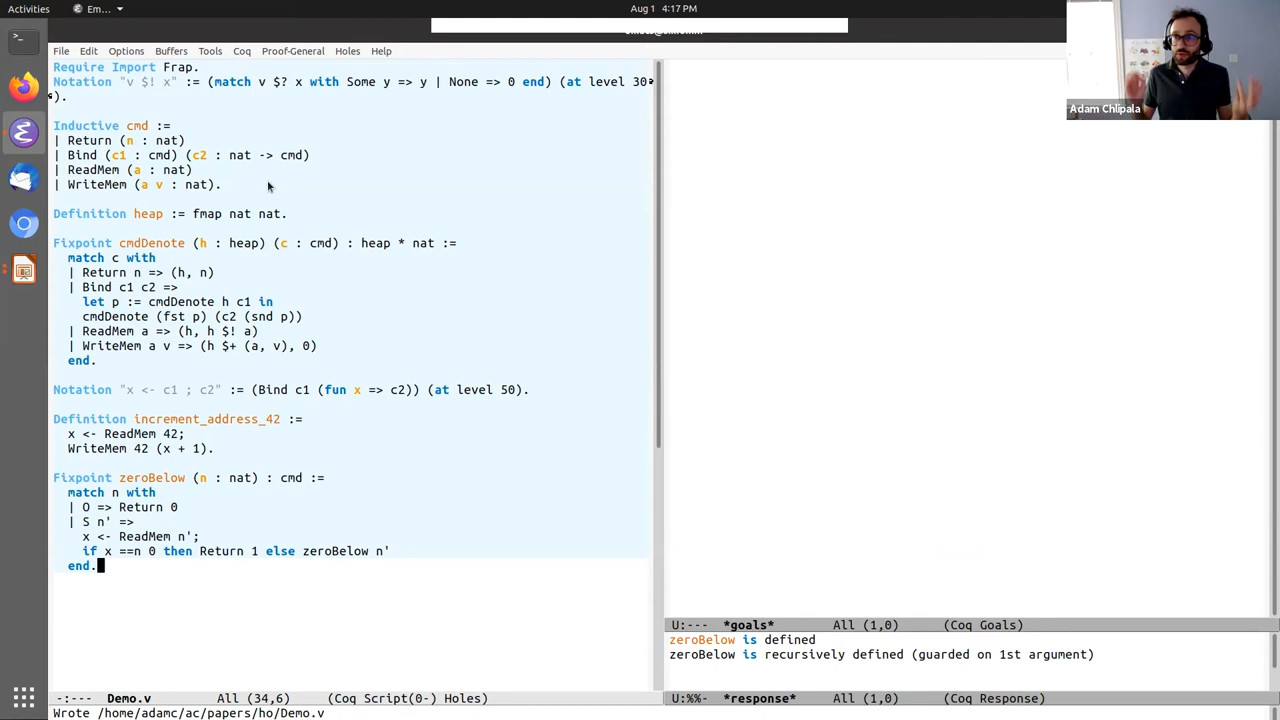 Activities
Em...
Aug 1 4:17 PM
File Edit Options Buffers Tools Coq Proof-General Holes Help
Require Import Frap.
Notation "v $! x" := (match v $? x with Some y => y | None => 0 end) (at level 30
).
Inductive cmd :=
| Return (n : nat)
| Bind (c1 : cmd) (c2 : nat -> cmd)
| ReadMem (a : nat)
| WriteMem (a v : nat).
Definition heap := fmap nat nat.
Fixpoint cmdDenote (h : heap) (c : cmd) : heap * nat :=
match c with
| Return n => (h, n)
| Bind c1 c2 =>
let p := cmdDenote h c1 in
cmdDenote (fst p) (c2 (snd p))
| ReadMem a => (h, h $! a)
| WriteMem a v => (h $+ (a, v), 0)
end.
Notation "x <- c1 ; c2" := (Bind c1 (fun x => c2)) (at level 50).
Definition increment_address_42 :=
x <- ReadMem 42;
WriteMem 42 (x + 1).
Fixpoint zeroBelow (n : nat) : cmd :=
match n with
| O => Return 0
| S n' =>
x <- ReadMem n';
if x ==n 0 then Return 1 else zeroBelow n'
end.
-:--- Demo.v All (34,6) (Coq Script(0-) Holes)
Wrote /home/adamc/ac/papers/ho/Demo.v
Adam Chlipala
U:--- *goals* All (1,0) (Coq Goals)
zeroBelow is defined
zeroBelow is recursively defined (guarded on 1st argument)
U:%%- *response* All (1,0) (Coq Response)